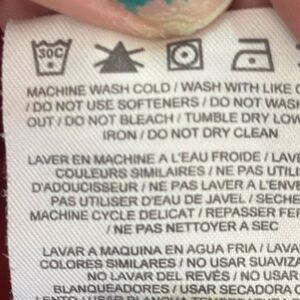 30C
MACHINE WASH COLD / WASH WITH LIKE
/ DO NOT USE SOFTENERS / DO NOT WASH
OUT / DO NOT BLEACH / TUMBLE DRY LOW
IRON / DO NOT DRY CLEAN
LAVER EN MACHINE A L'EAU FROIDE / LAVE
COULEURS SIMILAIRES / NE PAS UTILIS
D'ADOUCISSEUR / NE PAS LAVER A L'ENVE
PAS UTILISER D'EAU DE JAVEL / SECHE
MACHINE CYCLE DELICAT / REPASSER FE
/ NE PAS NETTOYER A SEC
LAVAR A MAQUINA EN AGUA FRIA / LAVA
COLORES SIMILARES / NO USAR SUAVIZA
NO LAVAR DEL REVÉS / NO USAR
BLANQUEADORES / USAR SECADORA